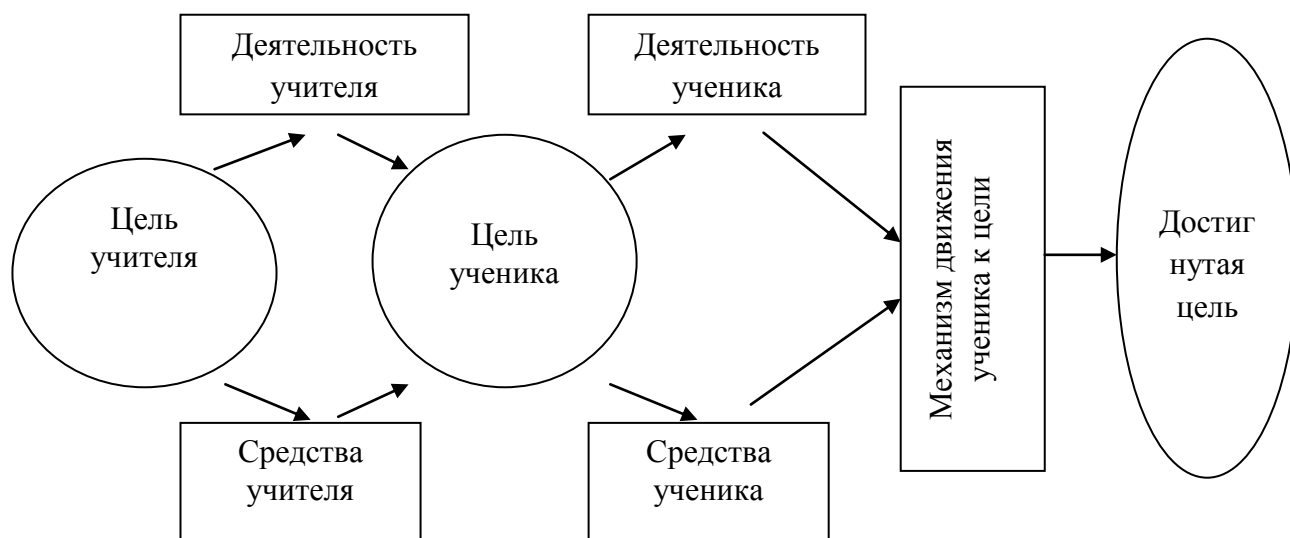 Деятельность
учителя
Деятельность
ученика
Цель
учителя
Цель
ученика
Механизм движения
ученика к цели
Достиг
нутая
цель
Средства
учителя
Средства
ученика